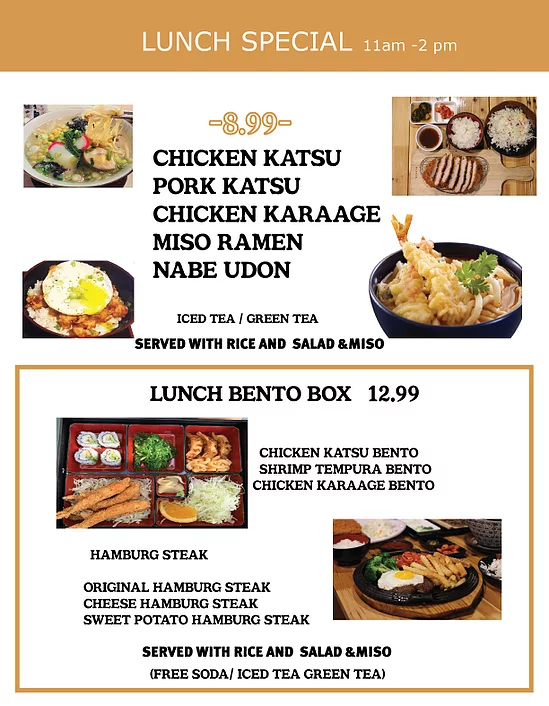 LUNCH SPECIAL 11am -2 pm
-8.99-
CHICKEN KATSU
PORK KATSU
CHICKEN KARAAGE
MISO RAMEN
NABE UDON
ICED TEA / GREEN TEA
SERVED WITH RICE AND SALAD &MISO
LUNCH BENTO BOX 12.99
CHICKEN KATSU BENTO
SHRIMP TEMPURA BENTO
CHICKEN KARAAGE BENTO
HAMBURG STEAK
ORIGINAL HAMBURG STEAK
CHEESE HAMBURG STEAK
SWEET POTATO HAMBURG STEAK
SERVED WITH RICE AND SALAD &MISO
(FREE SODA/ ICED TEA GREEN TEA)